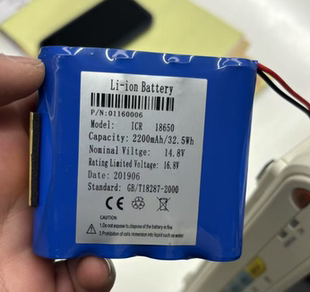 Li-ion Battery
P/N:01160006
Model: ICR 18650
Capacity: 2200mAh/32.5Wh
Nominal Viltge: 14.8V
Rating Limited Voltage: 16.8V
Date: 201906
Standard: GB/T18287-2000
CAUTION!